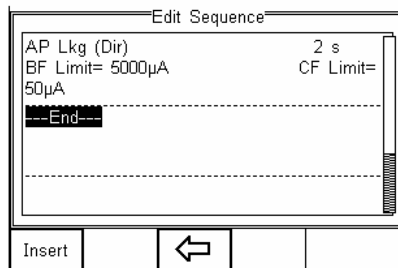 Edit Sequence
AP Lkg (Dir) 2 s
BF Limit= 5000µA CF Limit=
50µA
---End---
Insert